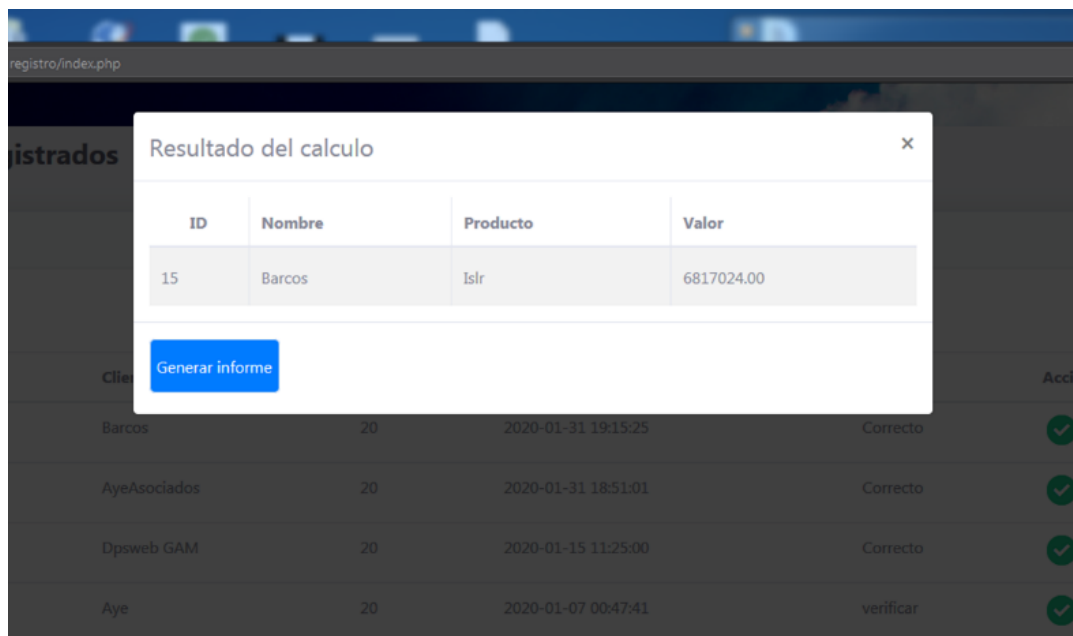 registro/index.php
gistrados
Resultado del calculo ×
ID Nombre Producto Valor
15 Barcos Islr 6817024.00
Generar informe
Clien Acci
Barcos 20 2020-01-31 19:15:25 Correcto
AyeAsociados 20 2020-01-31 18:51:01 Correcto
Dpsweb GAM 20 2020-01-15 11:25:00 Correcto
Aye 20 2020-01-07 00:47:41 verificar